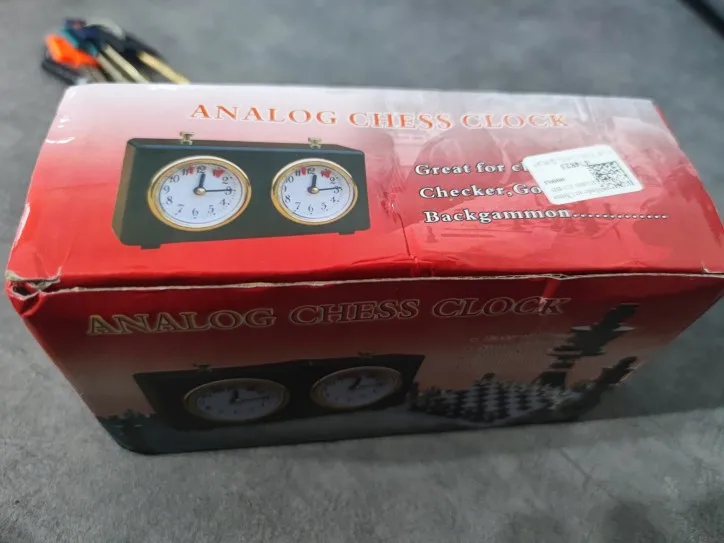 ANALOG CHESS CLOCK
Great for
Checker,Go
Backgammon.............
ANALOG CHESS CLOCK